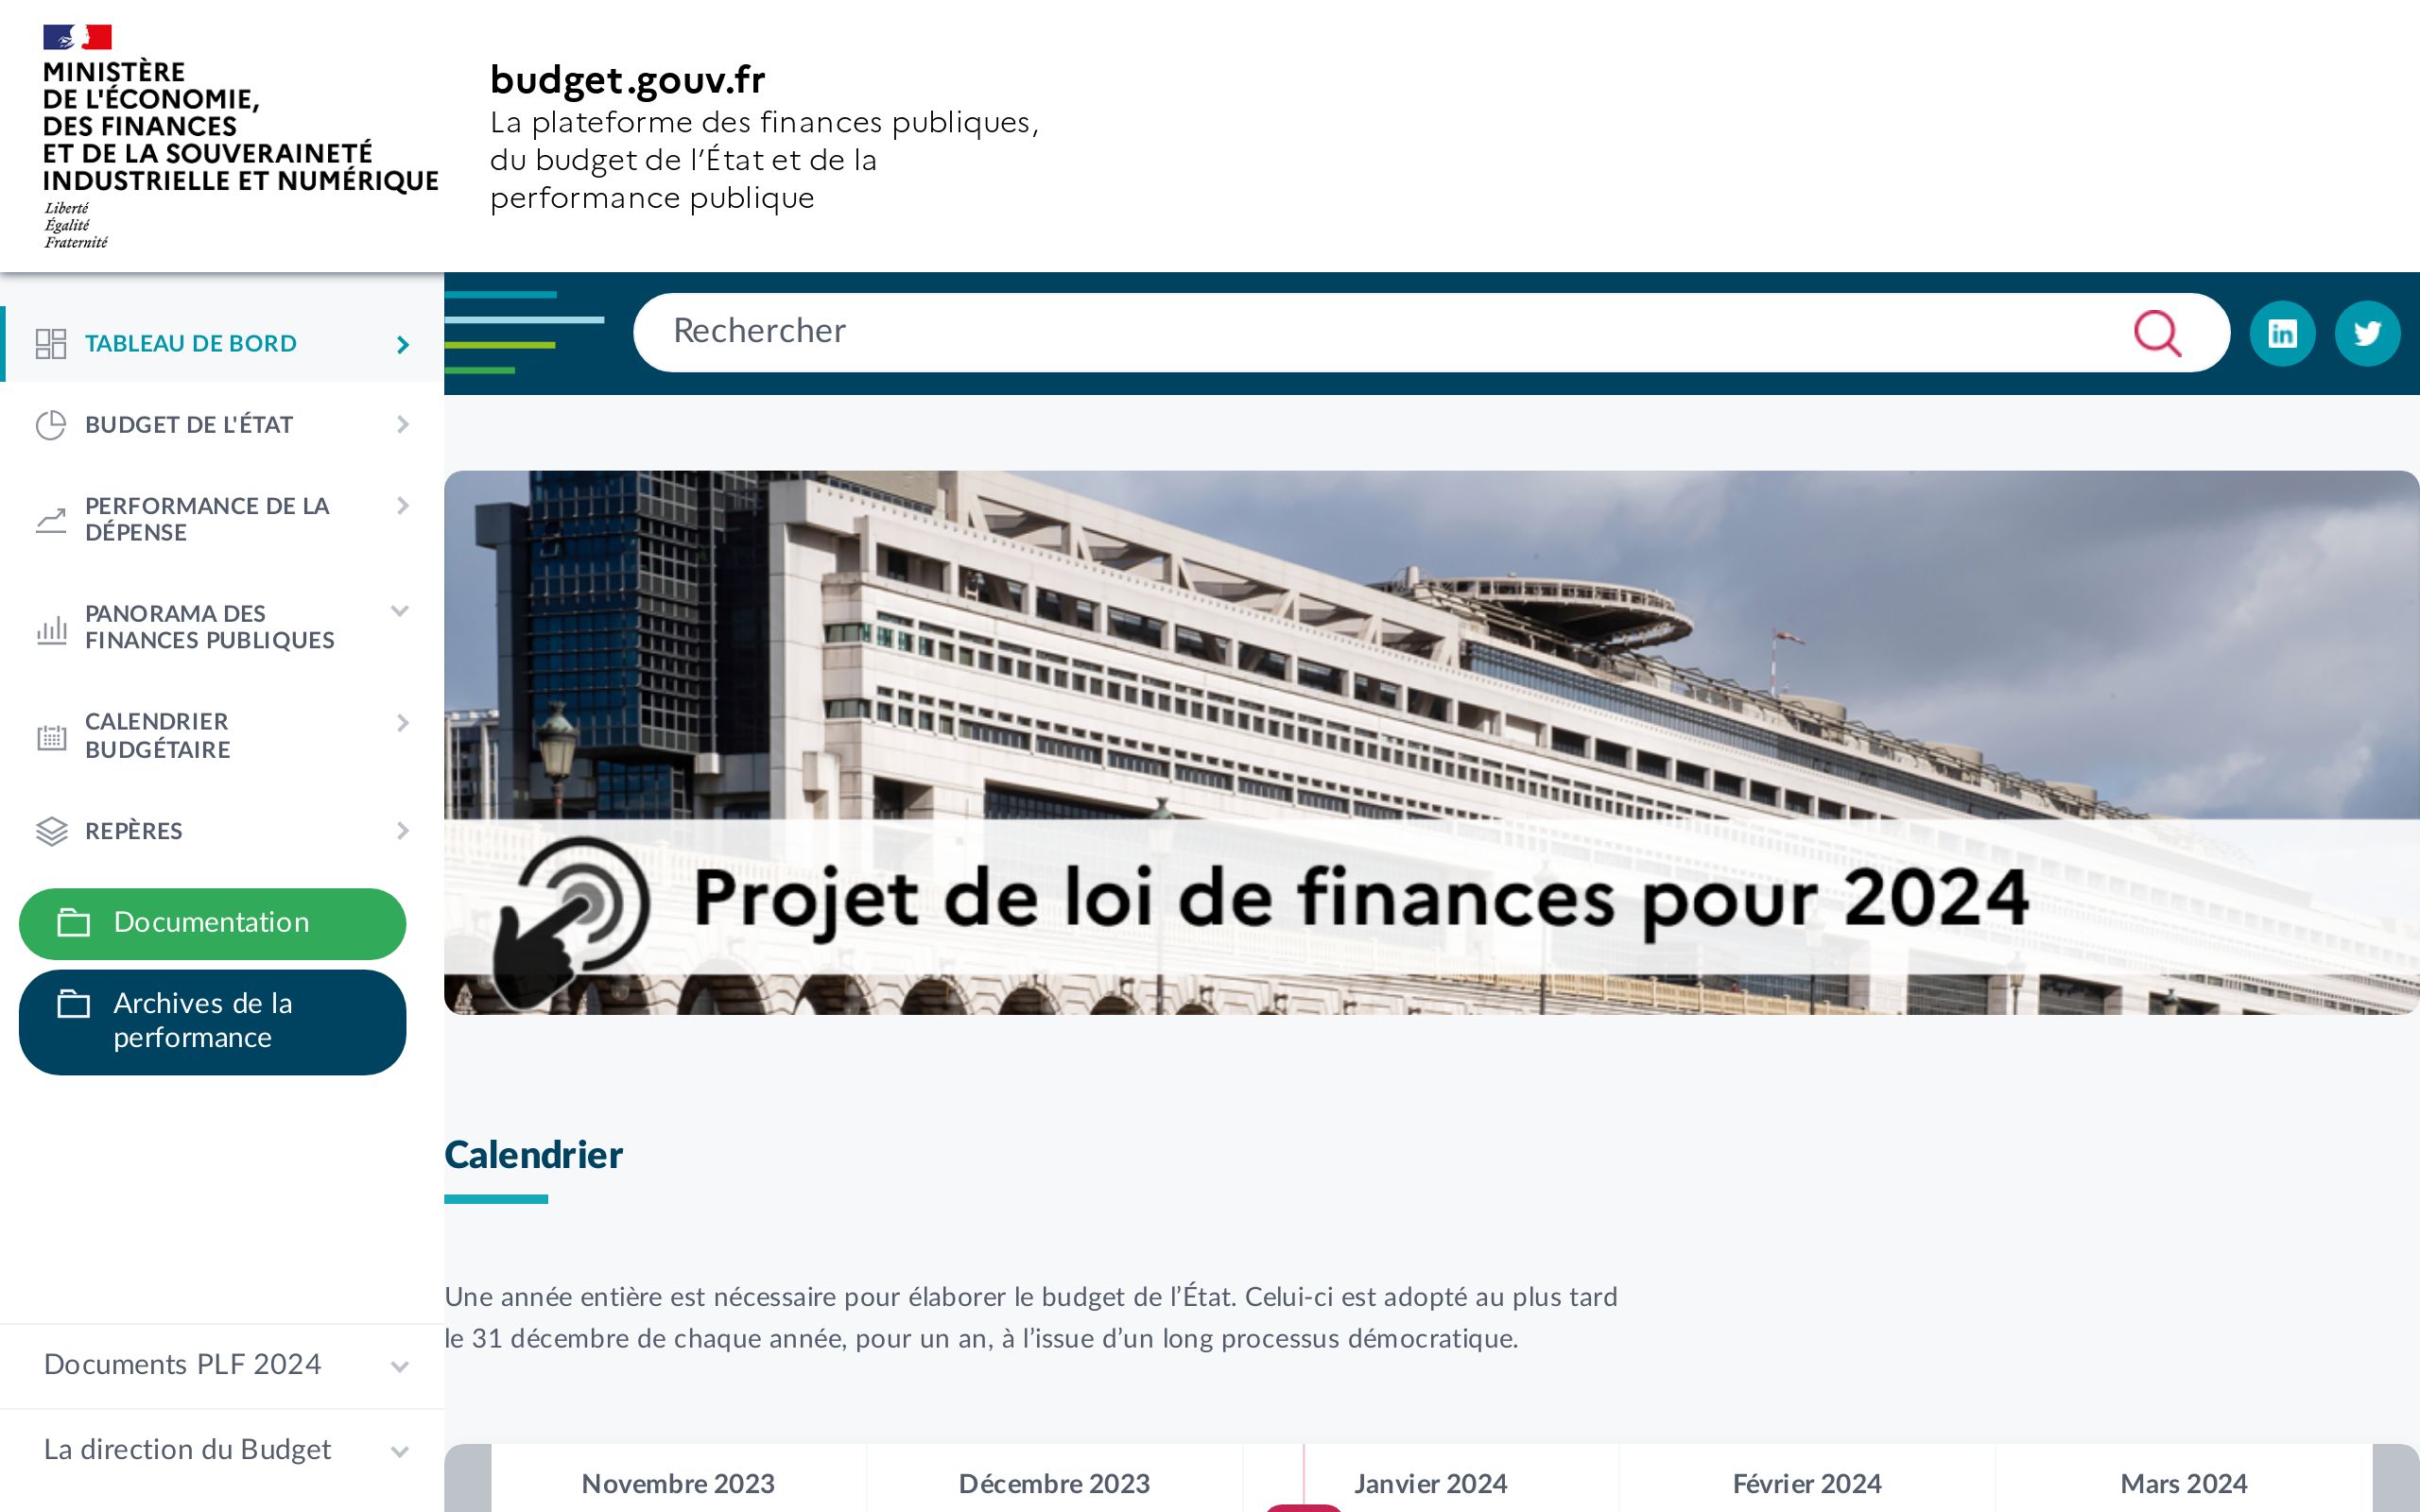 MINISTÈRE
DE L'ÉCONOMIE,
DES FINANCES
ET DE LA SOUVERAINETÉ
INDUSTRIELLE ET NUMÉRIQUE
Liberté
Égalité
Fraternité
budget.gouv.fr
La plateforme des finances publiques,
du budget de l’État et de la
performance publique
Rechercher
in
TABLEAU DE BORD
BUDGET DE L'ÉTAT
PERFORMANCE DE LA
DÉPENSE
PANORAMA DES
FINANCES PUBLIQUES
CALENDRIER
BUDGÉTAIRE
REPÈRES
Documentation
Archives de la
performance
Documents PLF 2024
La direction du Budget
Projet de loi de finances pour 2024
Calendrier
Une année entière est nécessaire pour élaborer le budget de l’État. Celui-ci est adopté au plus tard
le 31 décembre de chaque année, pour un an, à l’issue d’un long processus démocratique.
Novembre 2023
Décembre 2023
Janvier 2024
Février 2024
Mars 2024